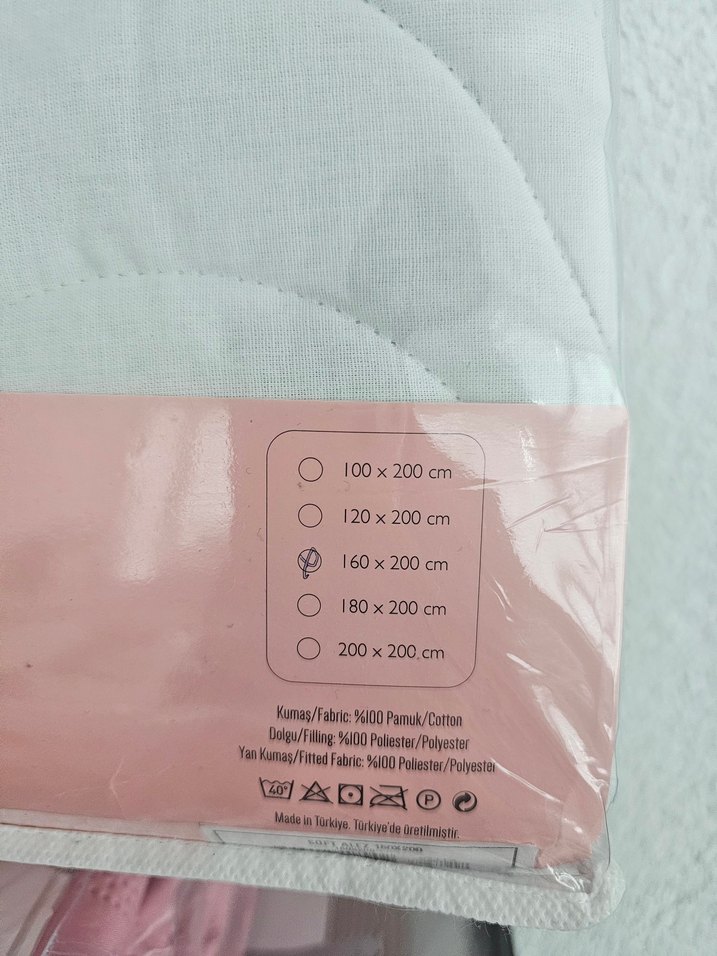 100 x 200 cm
120 x 200 cm
160 x 200 cm
180 x 200 cm
200 x 200 cm
Kumaş/Fabric: %100 Pamuk/Cotton
Dolgu/Filling: %100 Poliester/Polyester
Yan Kumaş/Fitted Fabric: %100 Poliester/Polyester
40° P
Made in Türkiye. Türkiye'de üretilmiştir.
160X200